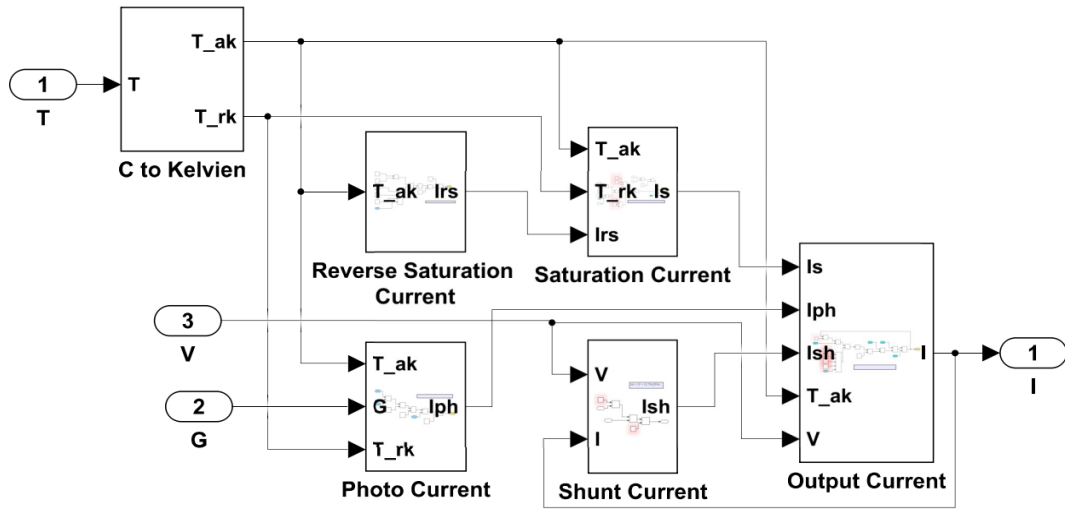 T_ak
1
T
T
T_rk
C to Kelvien
T_ak
T_ak
Irs
T_rk
Is
Irs
Reverse Saturation
Current
Saturation Current
Is
3
V
Iph
T_ak
V
Ish
I
1
I
2
G
G
Iph
Ish
T_ak
T_rk
I
V
Photo Current
Shunt Current
Output Current